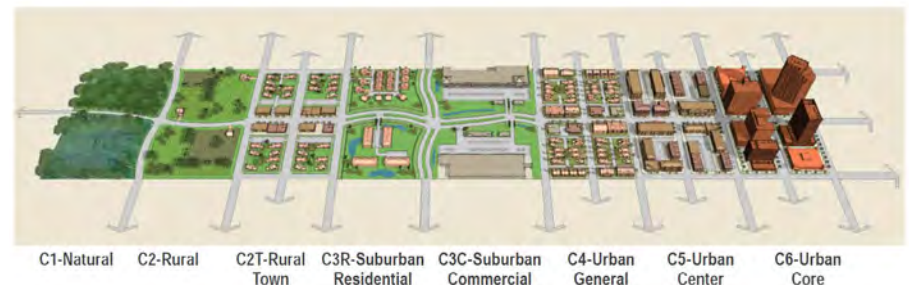 C1-Natural C2-Rural C2T-Rural C3R-Suburban C3C-Suburban C4-Urban C5-Urban C6-Urban
Town Residential Commercial General Center Core